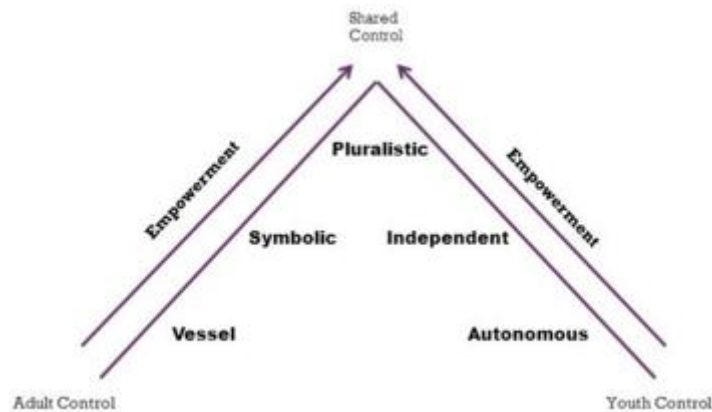 Shared
Control
Pluralistic
Empowerment
Empowerment
Symbolic
Independent
Vessel
Autonomous
Adult Control
Youth Control